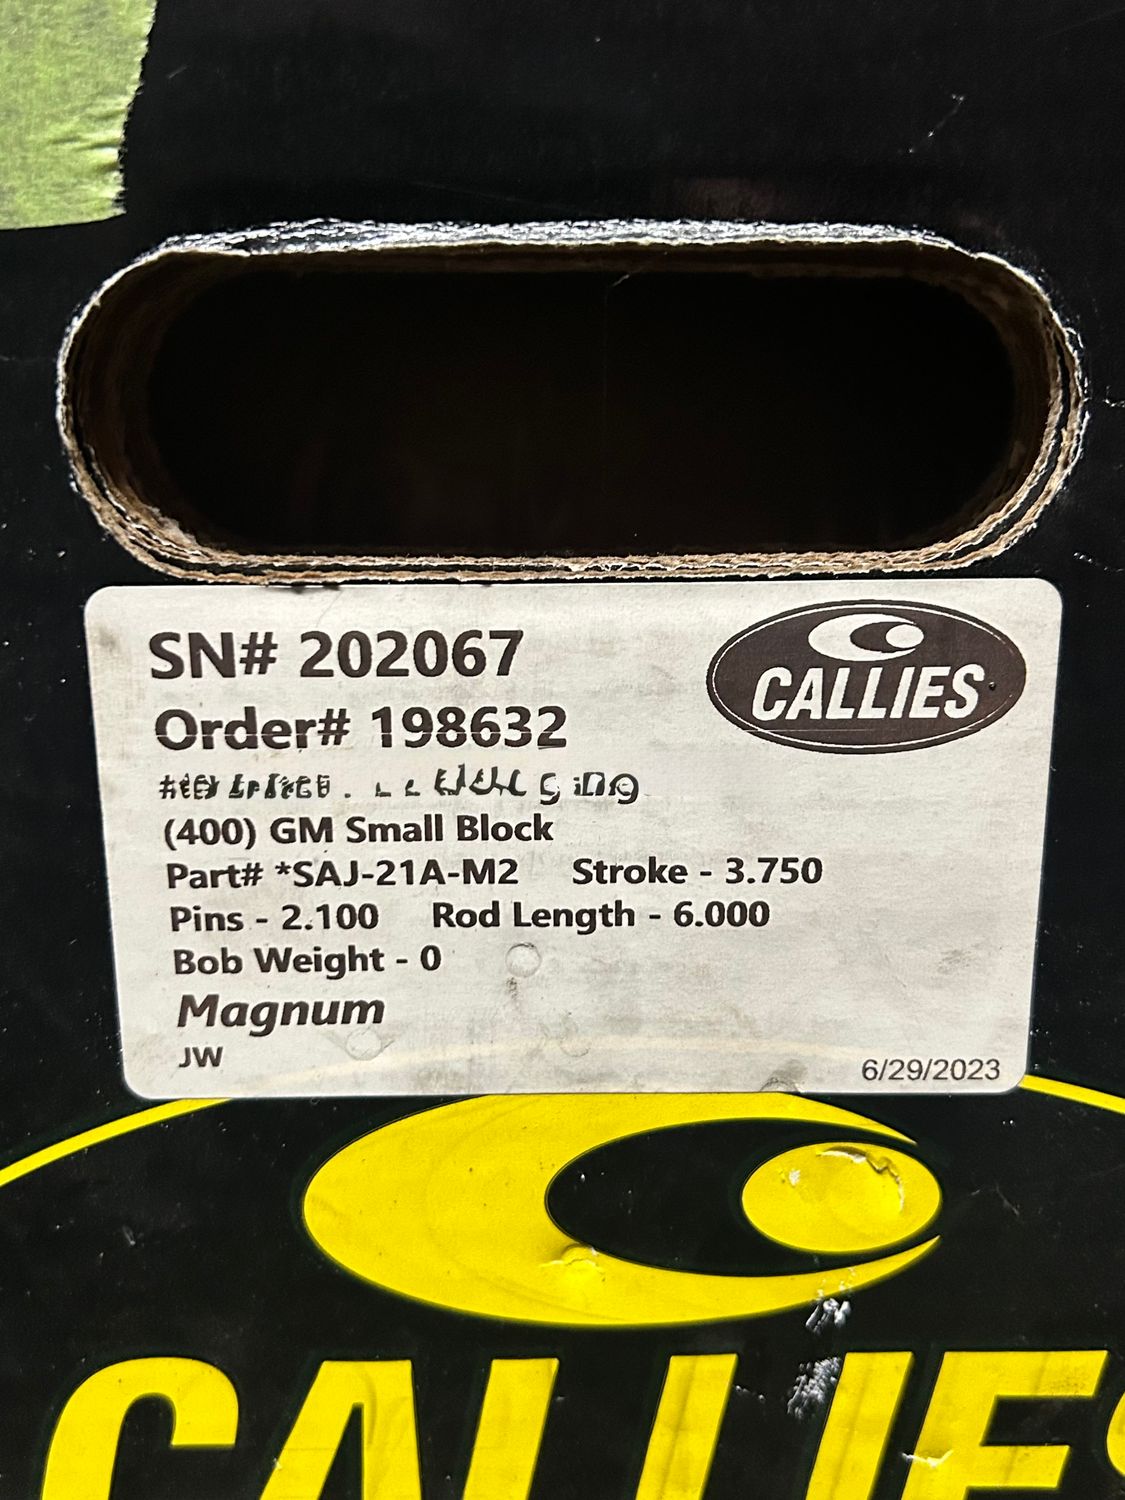 SN# 202067
CALLIES
Order# 198632
(400) GM Small Block
Part# *SAJ-21A-M2 Stroke - 3.750
Pins - 2.100 Rod Length - 6.000
Bob Weight - 0
Magnum
JW
6/29/2023
CALLIES